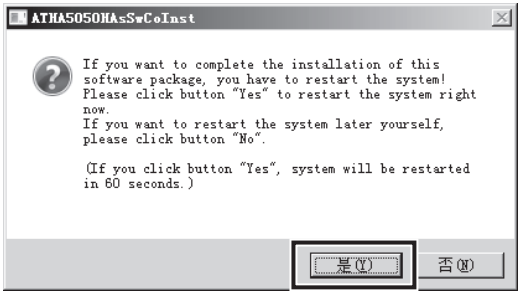 ATHA5050HAsSwCoInst
If you want to complete the installation of this
software package, you have to restart the system!
Please click button "Yes" to restart the system right
now.
If you want to restart the system later yourself,
please click button "No".
(If you click button "Yes", system will be restarted
in 60 seconds.)
是(Y) 否(N)